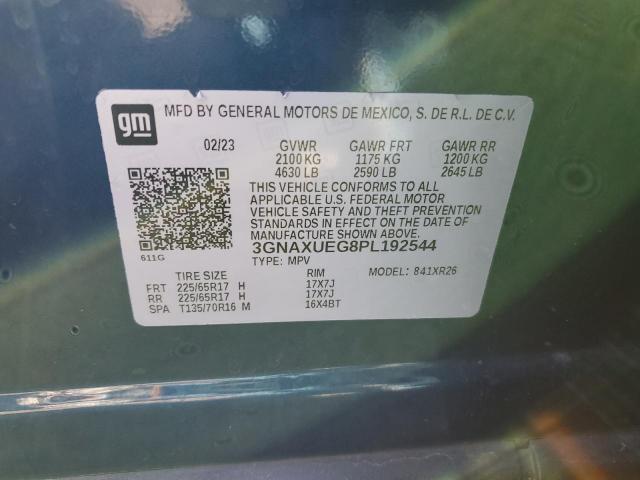 gm
MFD BY GENERAL MOTORS DE MEXICO, S. DE R.L. DE C.V.
02/23 GVWR GAWR FRT GAWR RR
2100 KG 1175 KG 1200 KG
4630 LB 2590 LB 2645 LB
THIS VEHICLE CONFORMS TO ALL
APPLICABLE U.S. FEDERAL MOTOR
VEHICLE SAFETY AND THEFT PREVENTION
STANDARDS IN EFFECT ON THE DATE OF
MANUFACTURE SHOWN ABOVE.
611G
3GNAXUEG8PL192544
TYPE: MPV MODEL: 841XR26
TIRE SIZE RIM
FRT 225/65R17 H 17X7J
RR 225/65R17 H 17X7J
SPA T135/70R16 M 16X4BT